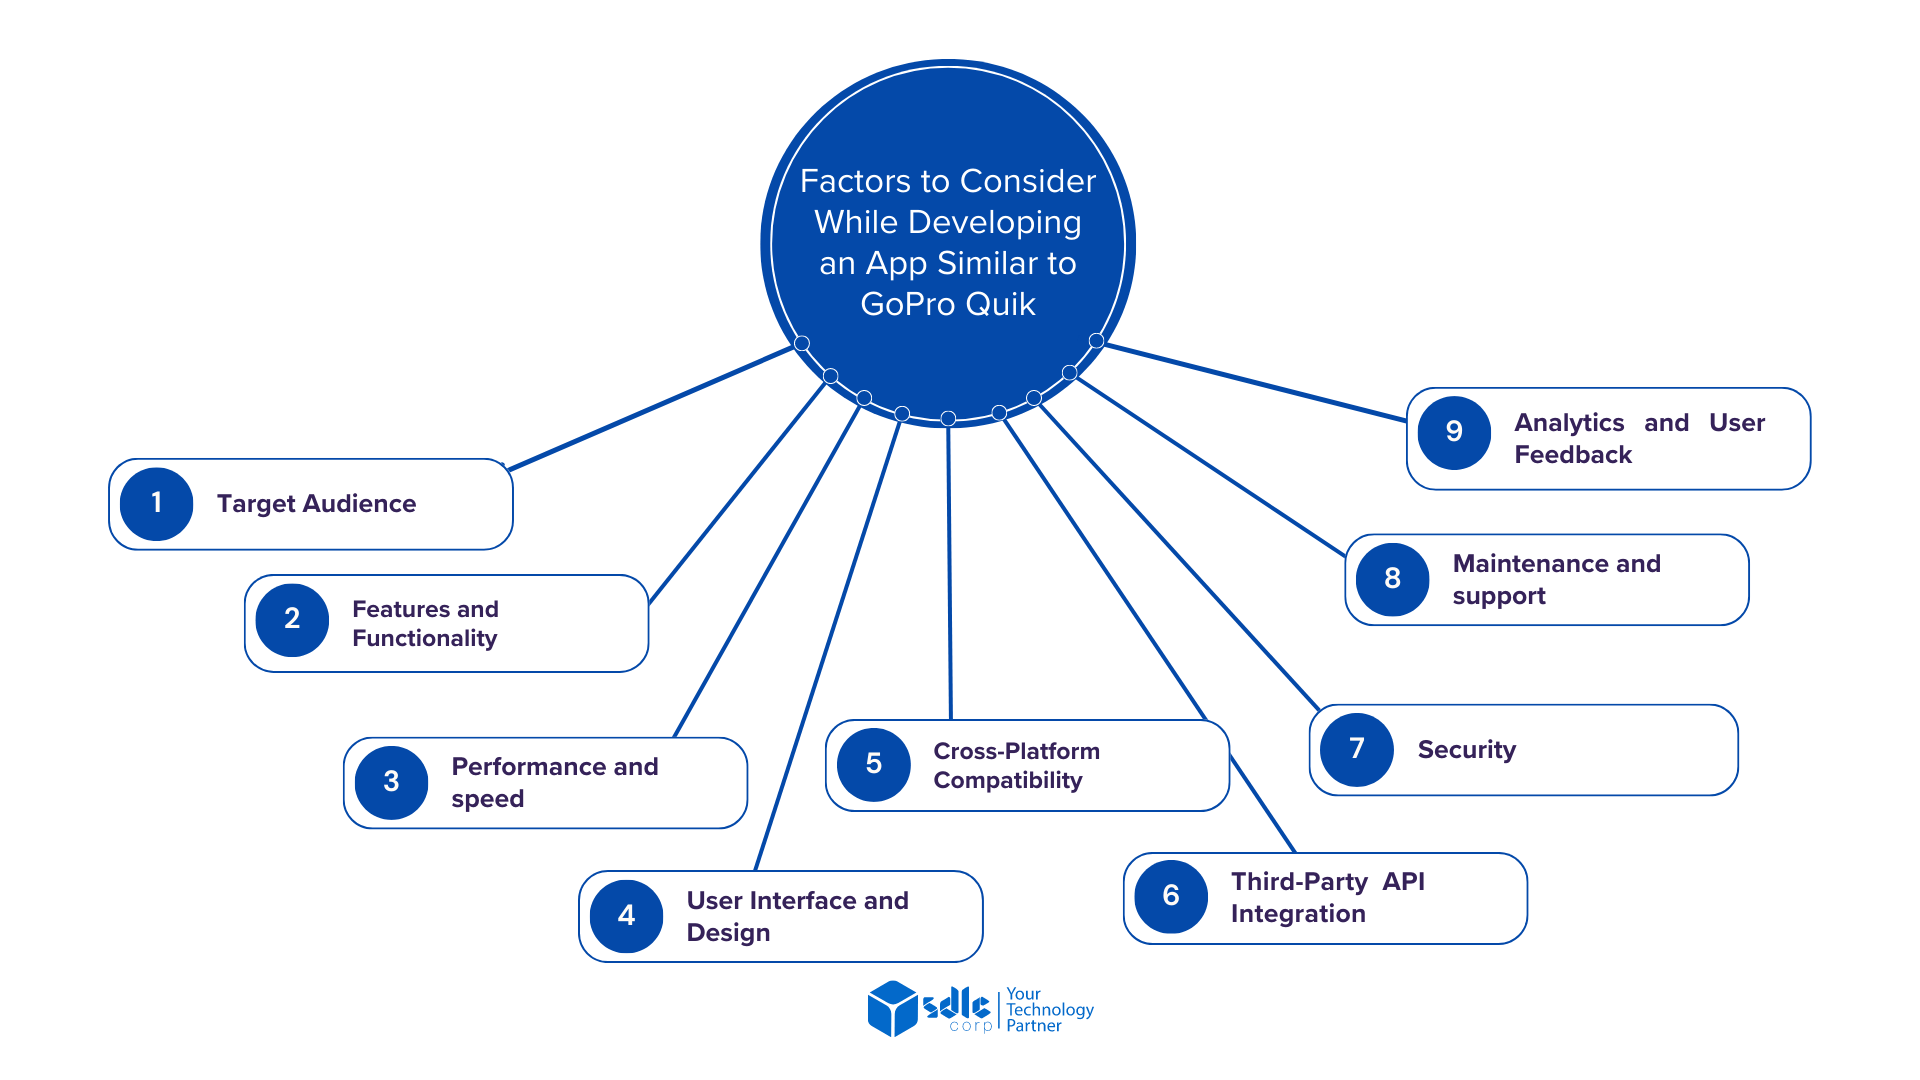 Factors to Consider
While Developing
an App Similar to
GoPro Quik
1
Target Audience
2
Features and
Functionality
3
Performance and
speed
4
User Interface and
Design
5
Cross-Platform
Compatibility
6
Third-Party API
Integration
7
Security
8
Maintenance and
support
9
Analytics and User
Feedback
sdlc
corp
Your
Technology
Partner